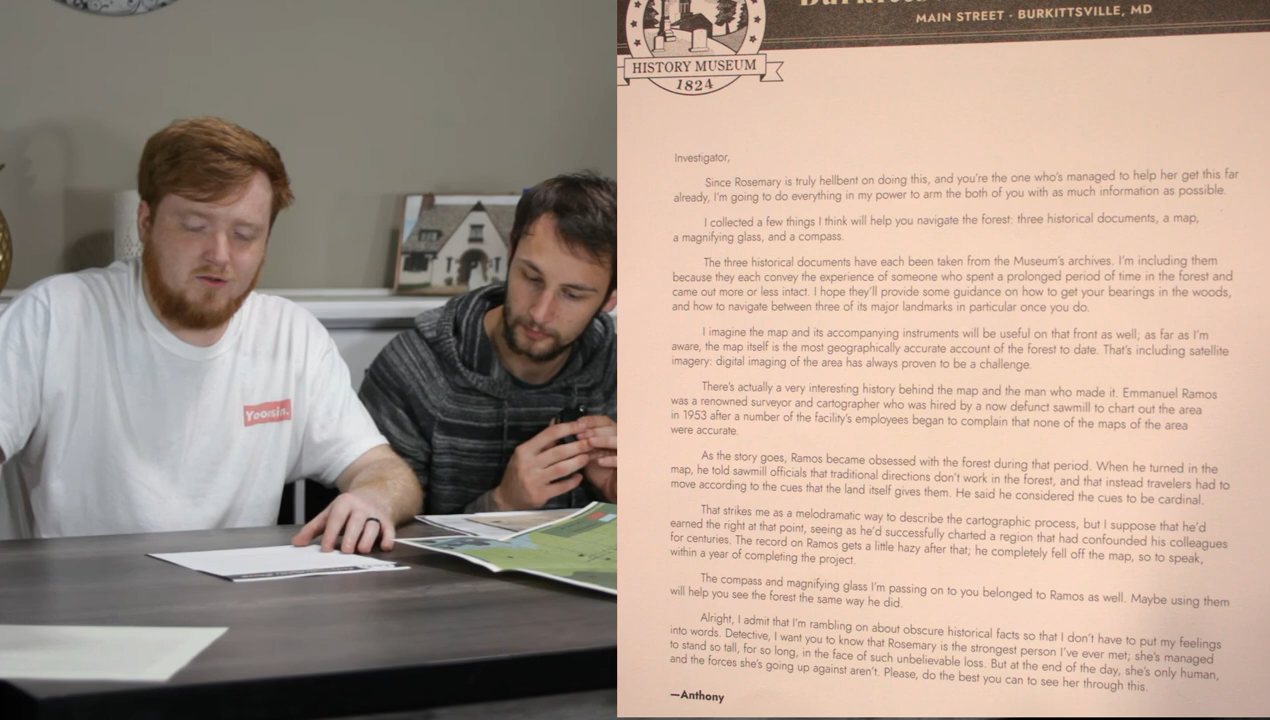 Yoousin.
MAIN STREET · BURKITTSVILLE, MD
HISTORY MUSEUM
1824
Investigator,
Since Rosemary is truly hellbent on doing this, and you're the one who's managed to help her get this far
already, I'm going to do everything in my power to arm the both of you with as much information as possible.
I collected a few things I think will help you navigate the forest: three historical documents, a map,
a magnifying glass, and a compass.
The three historical documents have each been taken from the Museum's archives. I'm including them
because they each convey the experience of someone who spent a prolonged period of time in the forest and
came out more or less intact. I hope they'll provide some guidance on how to get your bearings in the woods,
and how to navigate between three of its major landmarks in particular once you do.
I imagine the map and its accompanying instruments will be useful on that front as well; as far as I'm
aware, the map itself is the most geographically accurate account of the forest to date. That's including satellite
imagery: digital imaging of the area has always proven to be a challenge.
There's actually a very interesting history behind the map and the man who made it. Emmanuel Ramos
was a renowned surveyor and cartographer who was hired by a now defunct sawmill to chart out the area
in 1953 after a number of the facility's employees began to complain that none of the maps of the area
were accurate.
As the story goes, Ramos became obsessed with the forest during that period. When he turned in the
map, he told sawmill officials that traditional directions don't work in the forest, and that instead travelers had to
move according to the cues that the land itself gives them. He said he considered the cues to be cardinal.
That strikes me as a melodramatic way to describe the cartographic process, but I suppose that he'd
earned the right at that point, seeing as he'd successfully charted a region that had confounded his colleagues
for centuries. The record on Ramos gets a little hazy after that; he completely fell off the map, so to speak,
within a year of completing the project.
The compass and magnifying glass I'm passing on to you belonged to Ramos as well. Maybe using them
will help you see the forest the same way he did.
Alright, I admit that I'm rambling on about obscure historical facts so that I don't have to put my feelings
into words. Detective, I want you to know that Rosemary is the strongest person I've ever met; she's managed
to stand so tall, for so long, in the face of such unbelievable loss. But at the end of the day, she's only human,
and the forces she's going up against aren't. Please, do the best you can to see her through this.
—Anthony